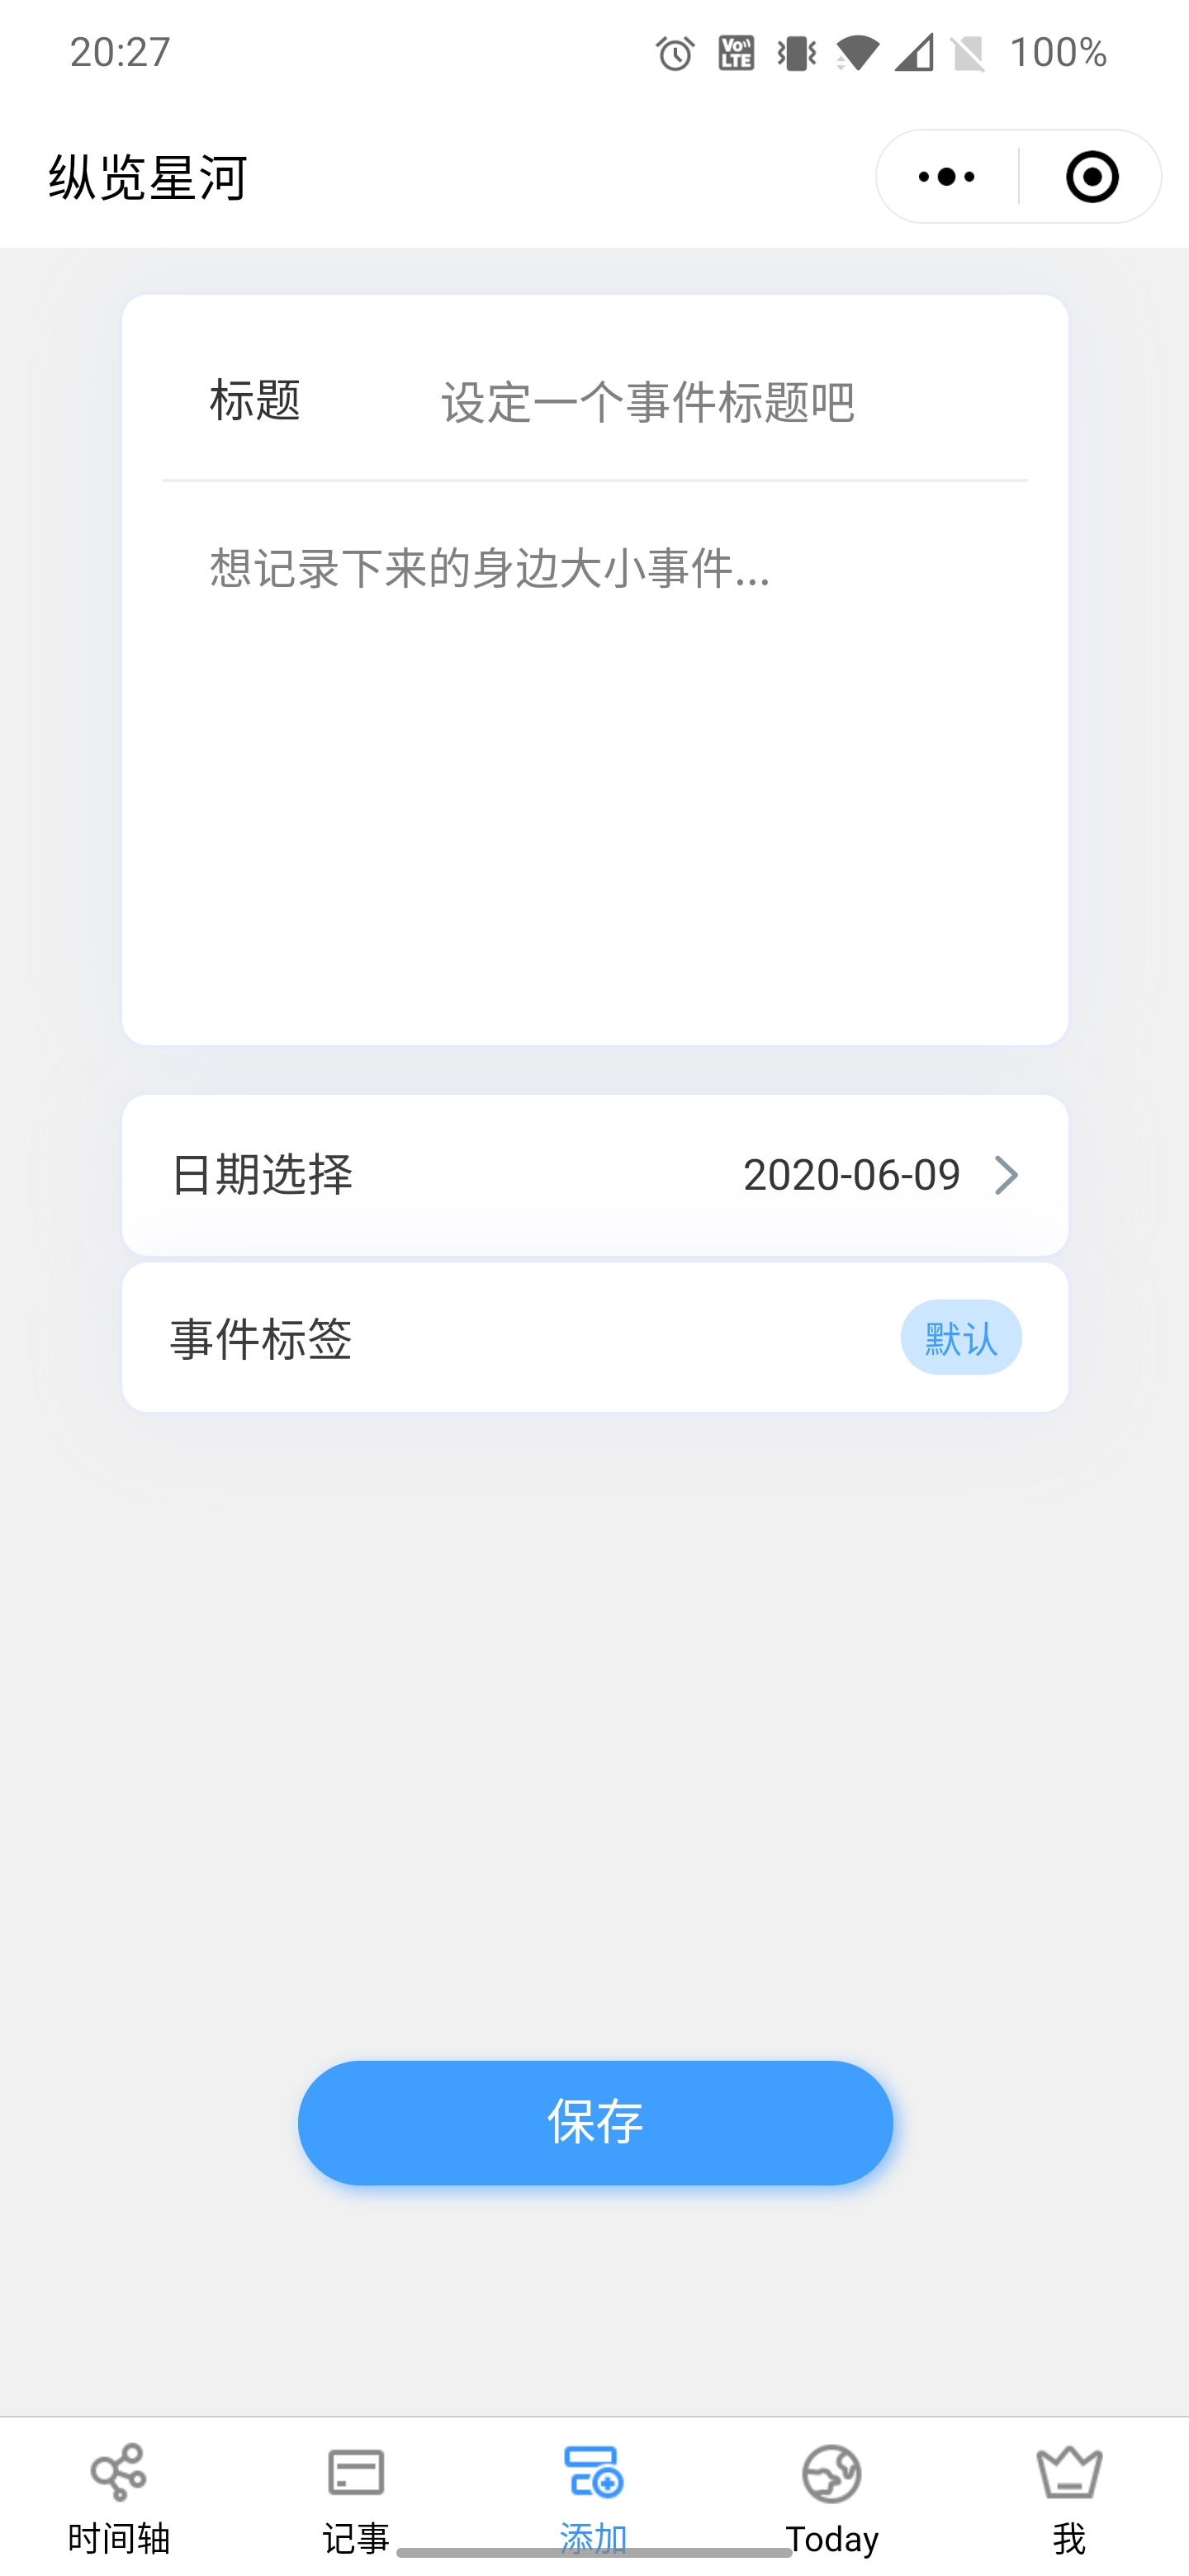 20:27
VoLTE
100%
纵览星河
标题
设定一个事件标题吧
想记录下来的身边大小事件...
日期选择
2020-06-09
事件标签
默认
保存
时间轴
记事
添加
Today
我